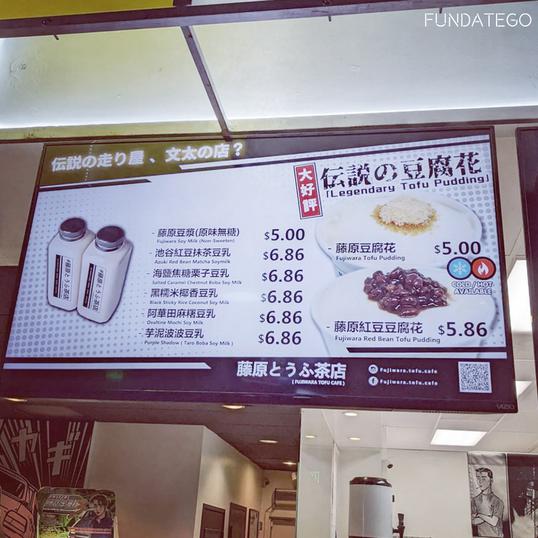 FUNDATEGO
伝説の走り屋、文太の店？
大好評
伝説の豆腐花
「Legendary Tofu Pudding」
- 藤原豆漿(原味無糖) $5.00
Fujiwara Soy Milk (Non Sweeten)
- 池谷紅豆抹茶豆乳 $6.86
Azuki Red Bean Matcha Soymilk
- 海鹽焦糖栗子豆乳 $6.86
Salted Caramel Chestnut Boba Soy Milk
- 黑糯米椰香豆乳 $6.86
Black Sticky Rice Coconut Soy Milk
- 阿華田麻糬豆乳 $6.86
Ovaltine Mochi Soy Milk
- 芋泥波波豆乳 $6.86
Purple Shadow ( Taro Boba Soy Milk )
- 藤原豆腐花 $5.00
Fujiwara Tofu Pudding
COLD / HOT
AVAILABLE
- 藤原紅豆豆腐花 $5.86
Fujiwara Red Bean Tofu Pudding
藤原とうふ茶店
( FUJIWARA TOFU CAFE )
Fujiwara.tofu.cafe
Fujiwara.tofu.cafe
VIZIO
ヤギ